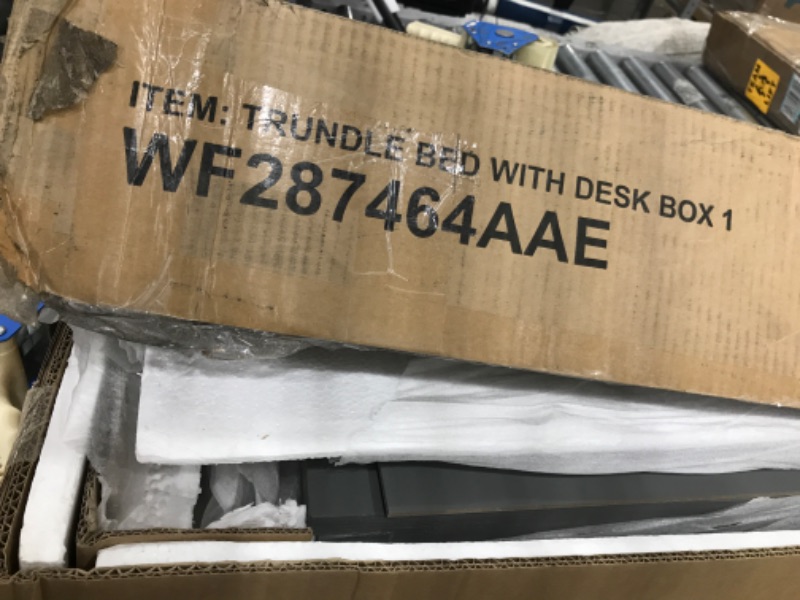 ITEM: TRUNDLE BED WITH DESK BOX 1
WF287464AAE